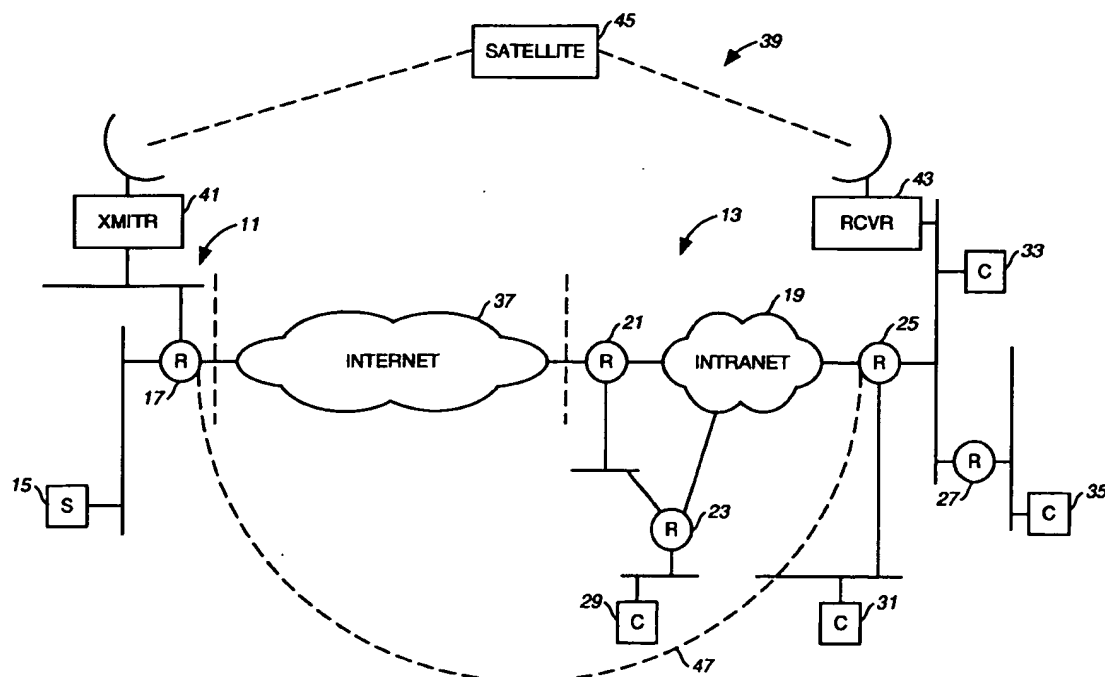 45
SATELLITE
39
41
XMITR
11
13
43
RCVR
33
C
37
INTERNET
21
R
19
INTRANET
25
R
R
17
15
S
R
23
R
27
35
C
29
C
31
C
47